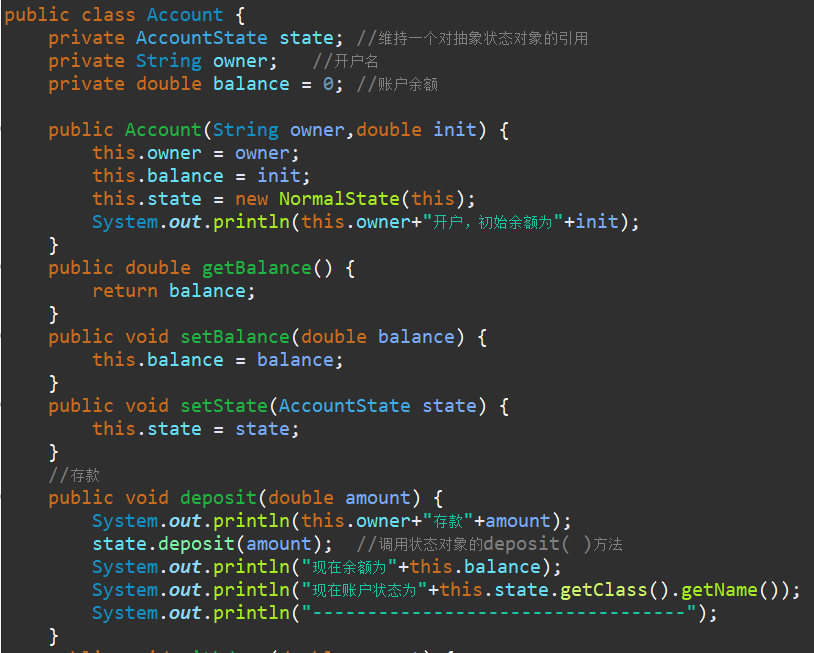 public class Account {
private AccountState state; //维持一个对抽象状态对象的引用
private String owner; //开户名
private double balance = 0; //账户余额
public Account(String owner,double init) {
this.owner = owner;
this.balance = init;
this.state = new NormalState(this);
System.out.println(this.owner+"开户，初始余额为"+init);
}
public double getBalance() {
return balance;
}
public void setBalance(double balance) {
this.balance = balance;
}
public void setState(AccountState state) {
this.state = state;
}
//存款
public void deposit(double amount) {
System.out.println(this.owner+"存款"+amount);
state.deposit(amount); //调用状态对象的deposit( )方法
System.out.println("现在余额为"+this.balance);
System.out.println("现在账户状态为"+this.state.getClass().getName());
System.out.println("----------------------------------");
}